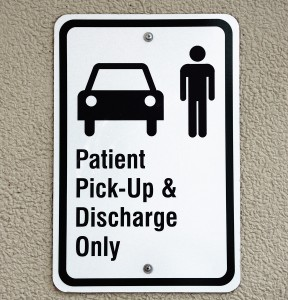 Patient
Pick-Up &
Discharge
Only